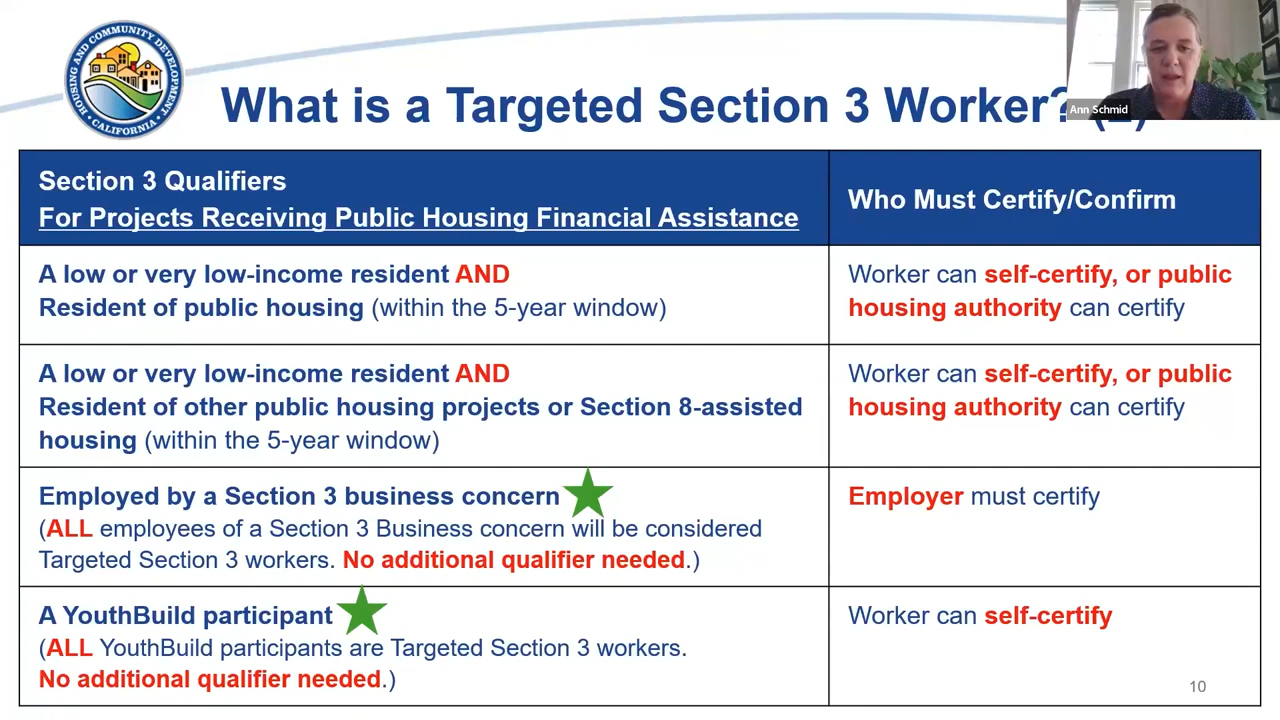 HOUSING AND COMMUNITY DEVELOPMENT
CALIFORNIA
What is a Targeted Section 3 Worker?
Ann Schmid
Section 3 Qualifiers
For Projects Receiving Public Housing Financial Assistance
Who Must Certify/Confirm
A low or very low-income resident AND
Resident of public housing (within the 5-year window)
Worker can self-certify, or public
housing authority can certify
A low or very low-income resident AND
Resident of other public housing projects or Section 8-assisted
housing (within the 5-year window)
Worker can self-certify, or public
housing authority can certify
Employed by a Section 3 business concern
(ALL employees of a Section 3 Business concern will be considered
Targeted Section 3 workers. No additional qualifier needed.)
Employer must certify
A YouthBuild participant
(ALL YouthBuild participants are Targeted Section 3 workers.
No additional qualifier needed.)
Worker can self-certify
10